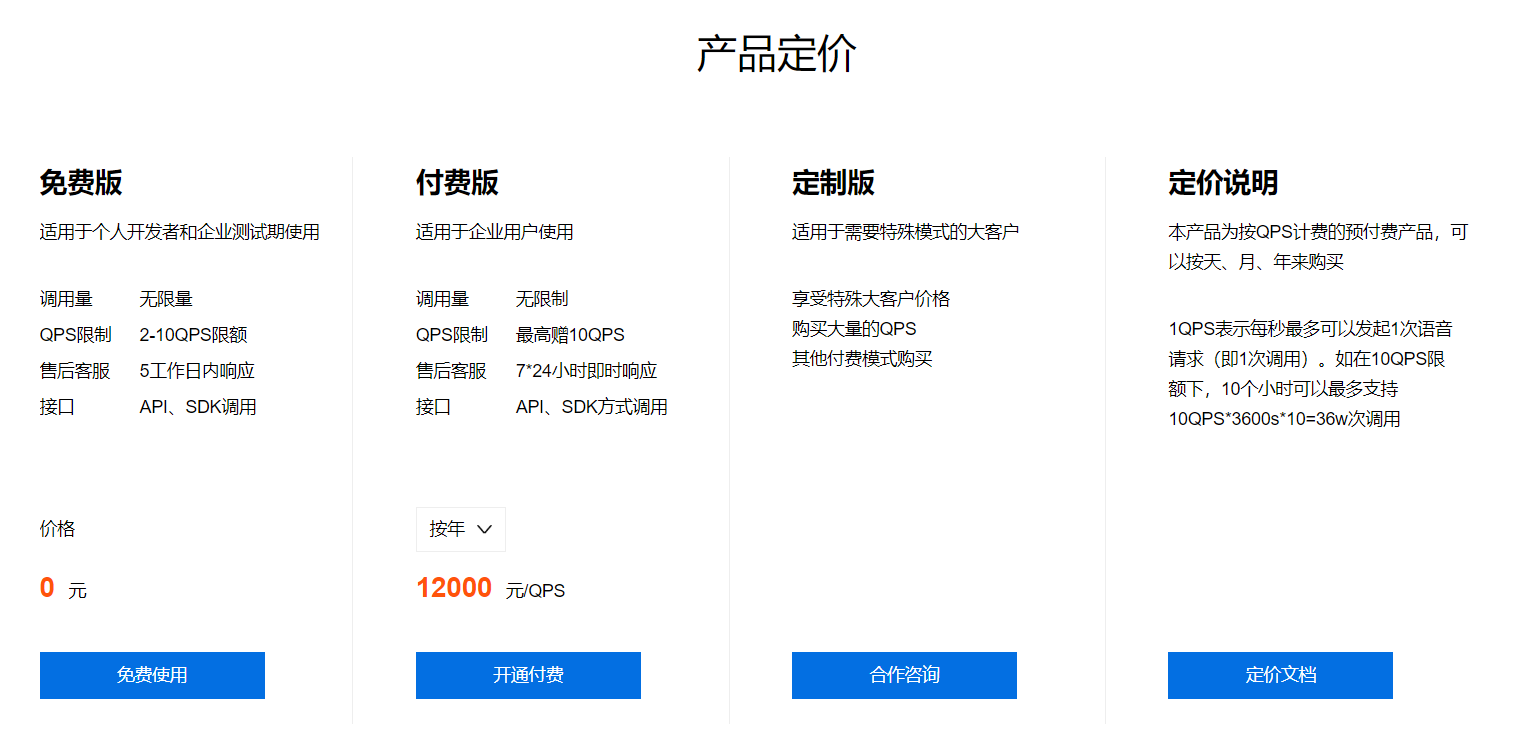 产品定价
免费版
适用于个人开发者和企业测试期使用
调用量 无限量
QPS限制 2-10QPS限额
售后客服 5工作日内响应
接口 API、SDK调用
价格
0 元
免费使用
付费版
适用于企业用户使用
调用量 无限制
QPS限制 最高赠10QPS
售后客服 7*24小时即时响应
接口 API、SDK方式调用
按年
12000 元/QPS
开通付费
定制版
适用于需要特殊模式的大客户
享受特殊大客户价格
购买大量的QPS
其他付费模式购买
合作咨询
定价说明
本产品为按QPS计费的预付费产品，可
以按天、月、年来购买
1QPS表示每秒最多可以发起1次语音
请求（即1次调用）。如在10QPS限
额下，10个小时可以最多支持
10QPS*3600s*10=36w次调用
定价文档